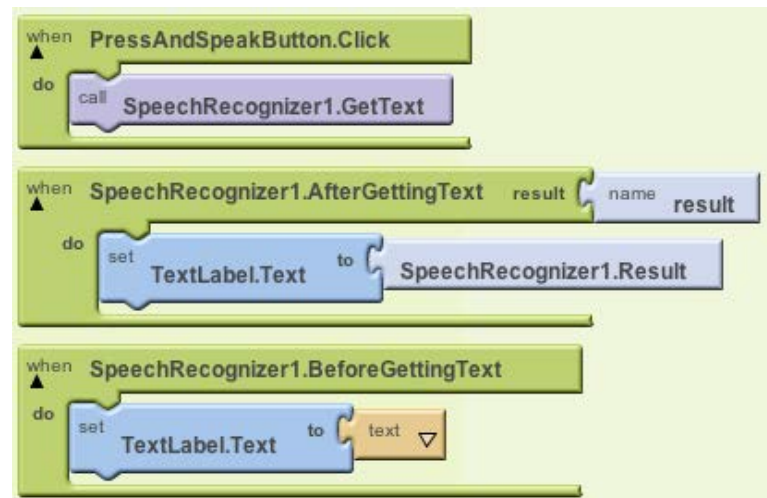 when PressAndSpeakButton.Click
do call SpeechRecognizer1.GetText
when SpeechRecognizer1.AfterGettingText result name result
do set TextLabel.Text to SpeechRecognizer1.Result
when SpeechRecognizer1.BeforeGettingText
do set TextLabel.Text to text